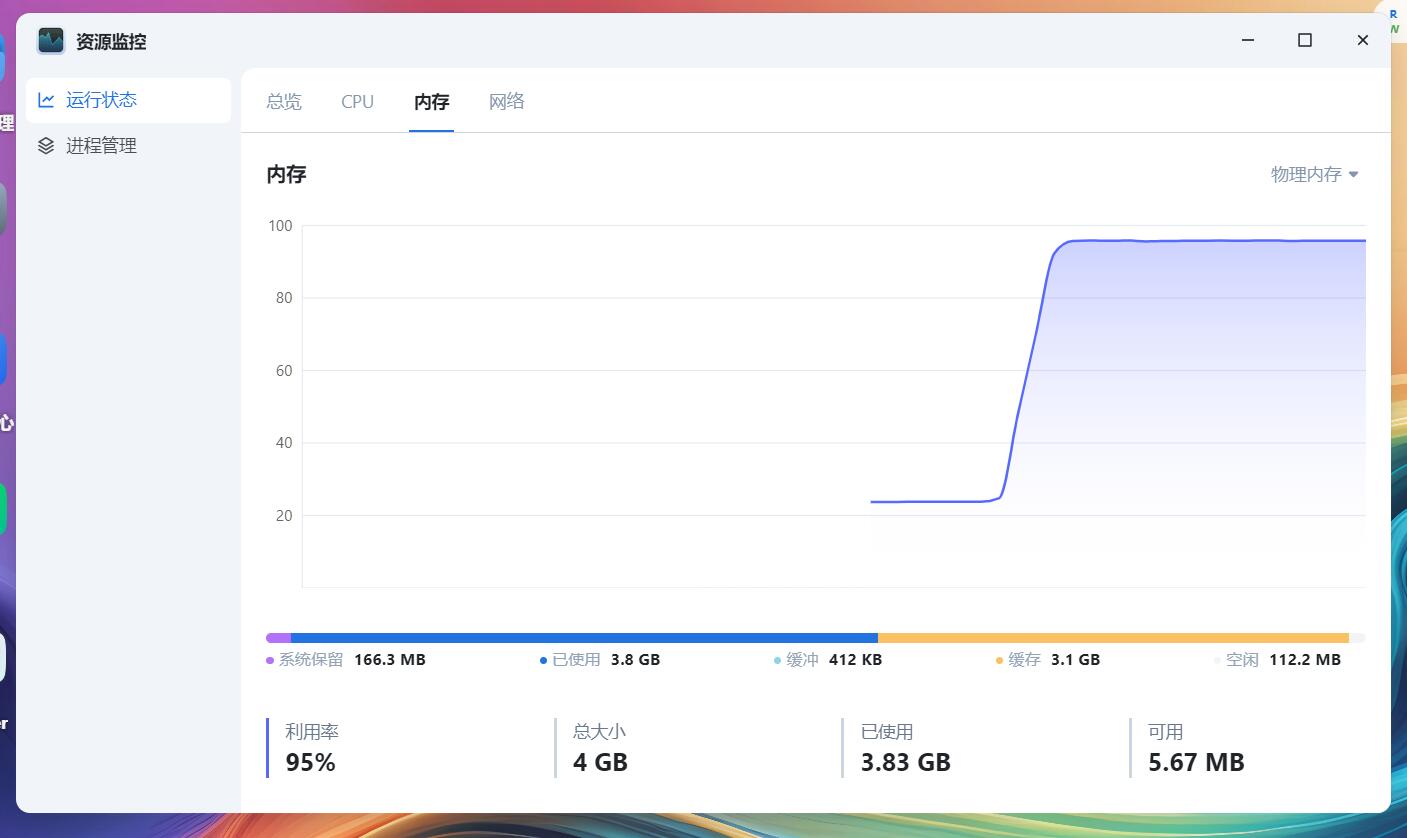 资源监控
R
W
运行状态
进程管理
理
心
er
总览 CPU 内存 网络
内存
物理内存
100
80
60
40
20
系统保留 166.3 MB 已使用 3.8 GB 缓冲 412 KB 缓存 3.1 GB 空闲 112.2 MB
利用率 总大小 已使用 可用
95% 4 GB 3.83 GB 5.67 MB